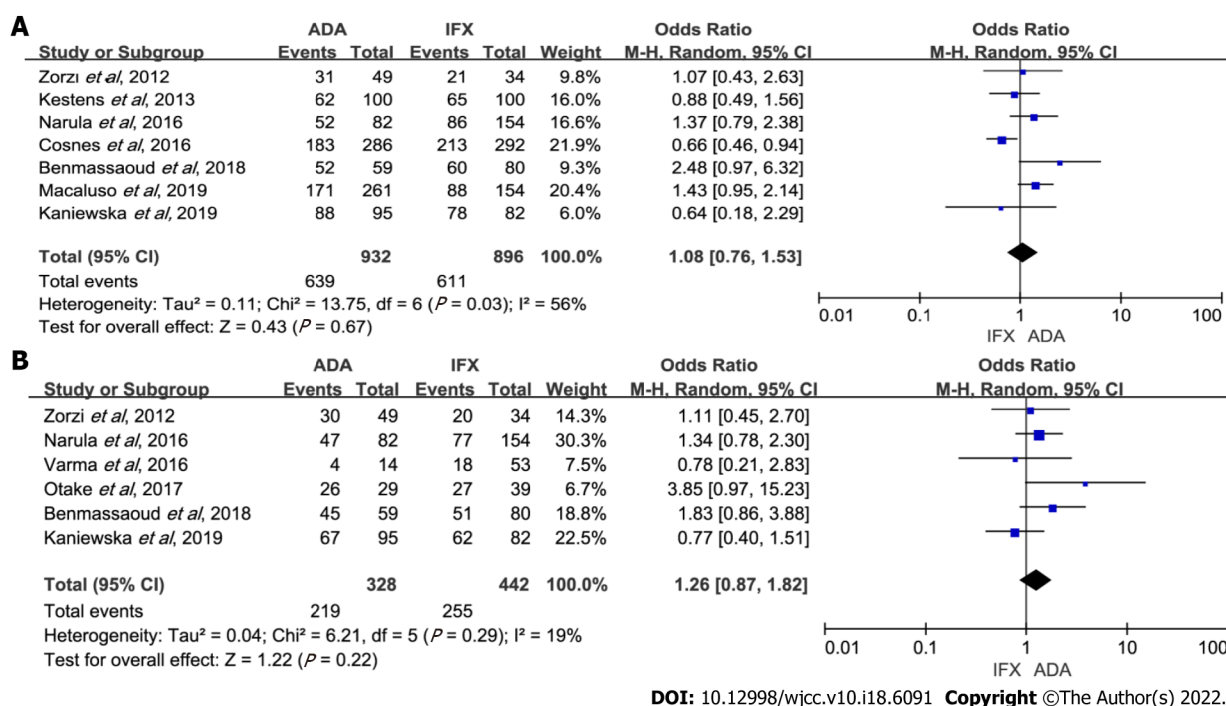 A
ADA IFX Odds Ratio Odds Ratio
Study or Subgroup Events Total Events Total Weight M-H, Random, 95% CI M-H, Random, 95% CI
Zorzı et al, 2012 31 49 21 34 9.8% 1.07 [0.43, 2.63]
Kestens et al, 2013 62 100 65 100 16.0% 0.88 [0.49, 1.56]
Narula et al, 2016 52 82 86 154 16.6% 1.37 [0.79, 2.38]
Cosnes et al, 2016 183 286 213 292 21.9% 0.66 [0.46, 0.94]
Benmassaoud et al, 2018 52 59 60 80 9.3% 2.48 [0.97, 6.32]
Macaluso et al, 2019 171 261 88 154 20.4% 1.43 [0.95, 2.14]
Kaniewska et al, 2019 88 95 78 82 6.0% 0.64 [0.18, 2.29]
Total (95% CI) 932 896 100.0% 1.08 [0.76, 1.53]
Total events 639 611
Heterogeneity: Tau² = 0.11; Chi² = 13.75, df = 6 (P = 0.03); I² = 56%
Test for overall effect: Z = 0.43 (P = 0.67)
0.01 0.1 1 10 100
IFX ADA
B
ADA IFX Odds Ratio Odds Ratio
Study or Subgroup Events Total Events Total Weight M-H, Random, 95% CI M-H, Random, 95% CI
Zorzi et al, 2012 30 49 20 34 14.3% 1.11 [0.45, 2.70]
Narula et al, 2016 47 82 77 154 30.3% 1.34 [0.78, 2.30]
Varma et al, 2016 4 14 18 53 7.5% 0.78 [0.21, 2.83]
Otake et al, 2017 26 29 27 39 6.7% 3.85 [0.97, 15.23]
Benmassaoud et al, 2018 45 59 51 80 18.8% 1.83 [0.86, 3.88]
Kaniewska et al, 2019 67 95 62 82 22.5% 0.77 [0.40, 1.51]
Total (95% CI) 328 442 100.0% 1.26 [0.87, 1.82]
Total events 219 255
Heterogeneity: Tau² = 0.04; Chi² = 6.21, df = 5 (P = 0.29); I² = 19%
Test for overall effect: Z = 1.22 (P = 0.22)
0.01 0.1 1 10 100
IFX ADA
DOI: 10.12998/wjcc.v10.i18.6091 Copyright ©The Author(s) 2022.